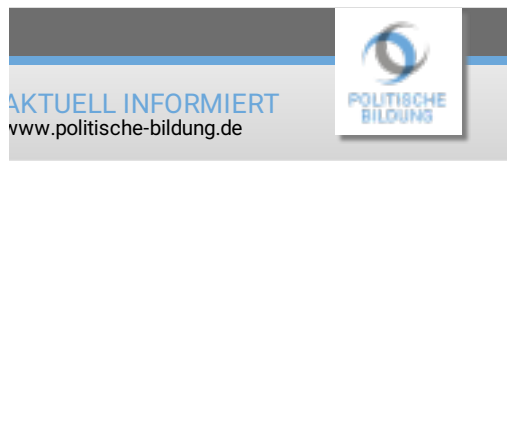 AKTUELL INFORMIERT
www.politische-bildung.de
POLITISCHE
BILDUNG